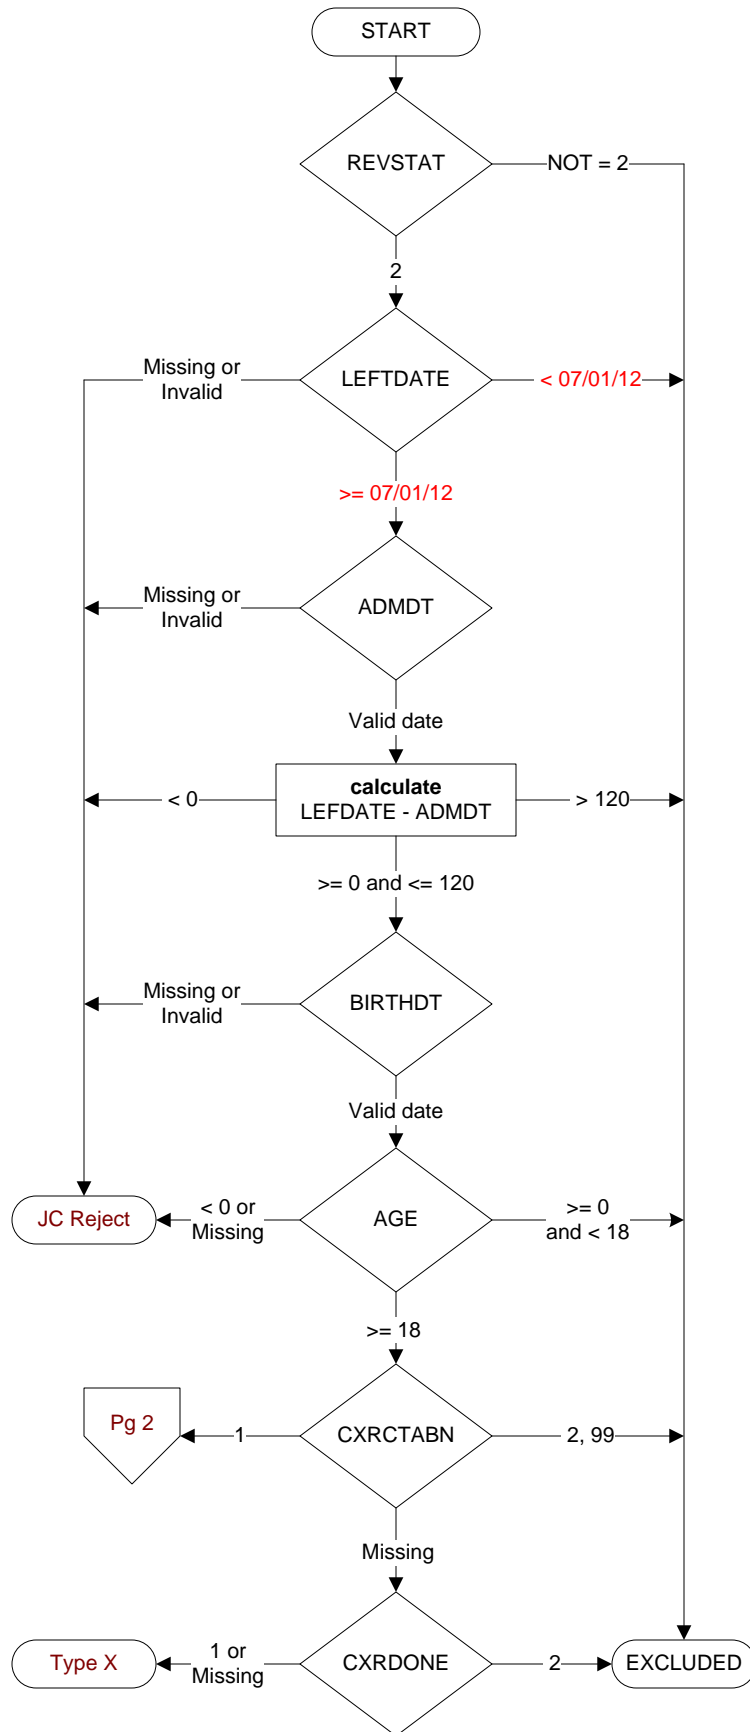 START
REVSTAT
NOT = 2
2
Missing or
Invalid
LEFTDATE
< 07/01/12
>= 07/01/12
Missing or
Invalid
ADMDT
Valid date
calculate
< 0
LEFDATE - ADMDT
> 120
>= 0 and <= 120
Missing or
Invalid
BIRTHDT
Valid date
JC Reject
< 0 or
Missing
AGE
>= 0
and < 18
>= 18
Pg 2
1
CXRCTABN
2, 99
Missing
Type X
1 or
Missing
CXRDONE
2
EXCLUDED